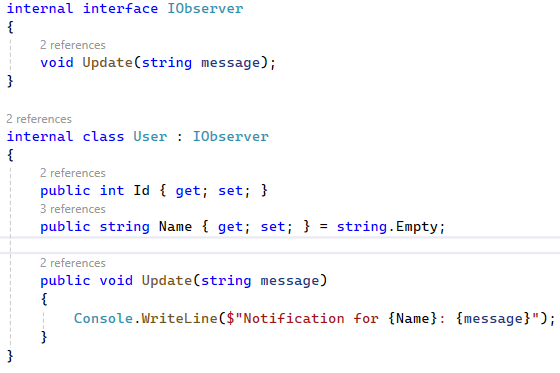 internal interface IObserver
{
2 references
void Update(string message);
}
2 references
internal class User : IObserver
{
2 references
public int Id { get; set; }
3 references
public string Name { get; set; } = string.Empty;
2 references
public void Update(string message)
{
Console.WriteLine($"Notification for {Name}: {message}");
}
}